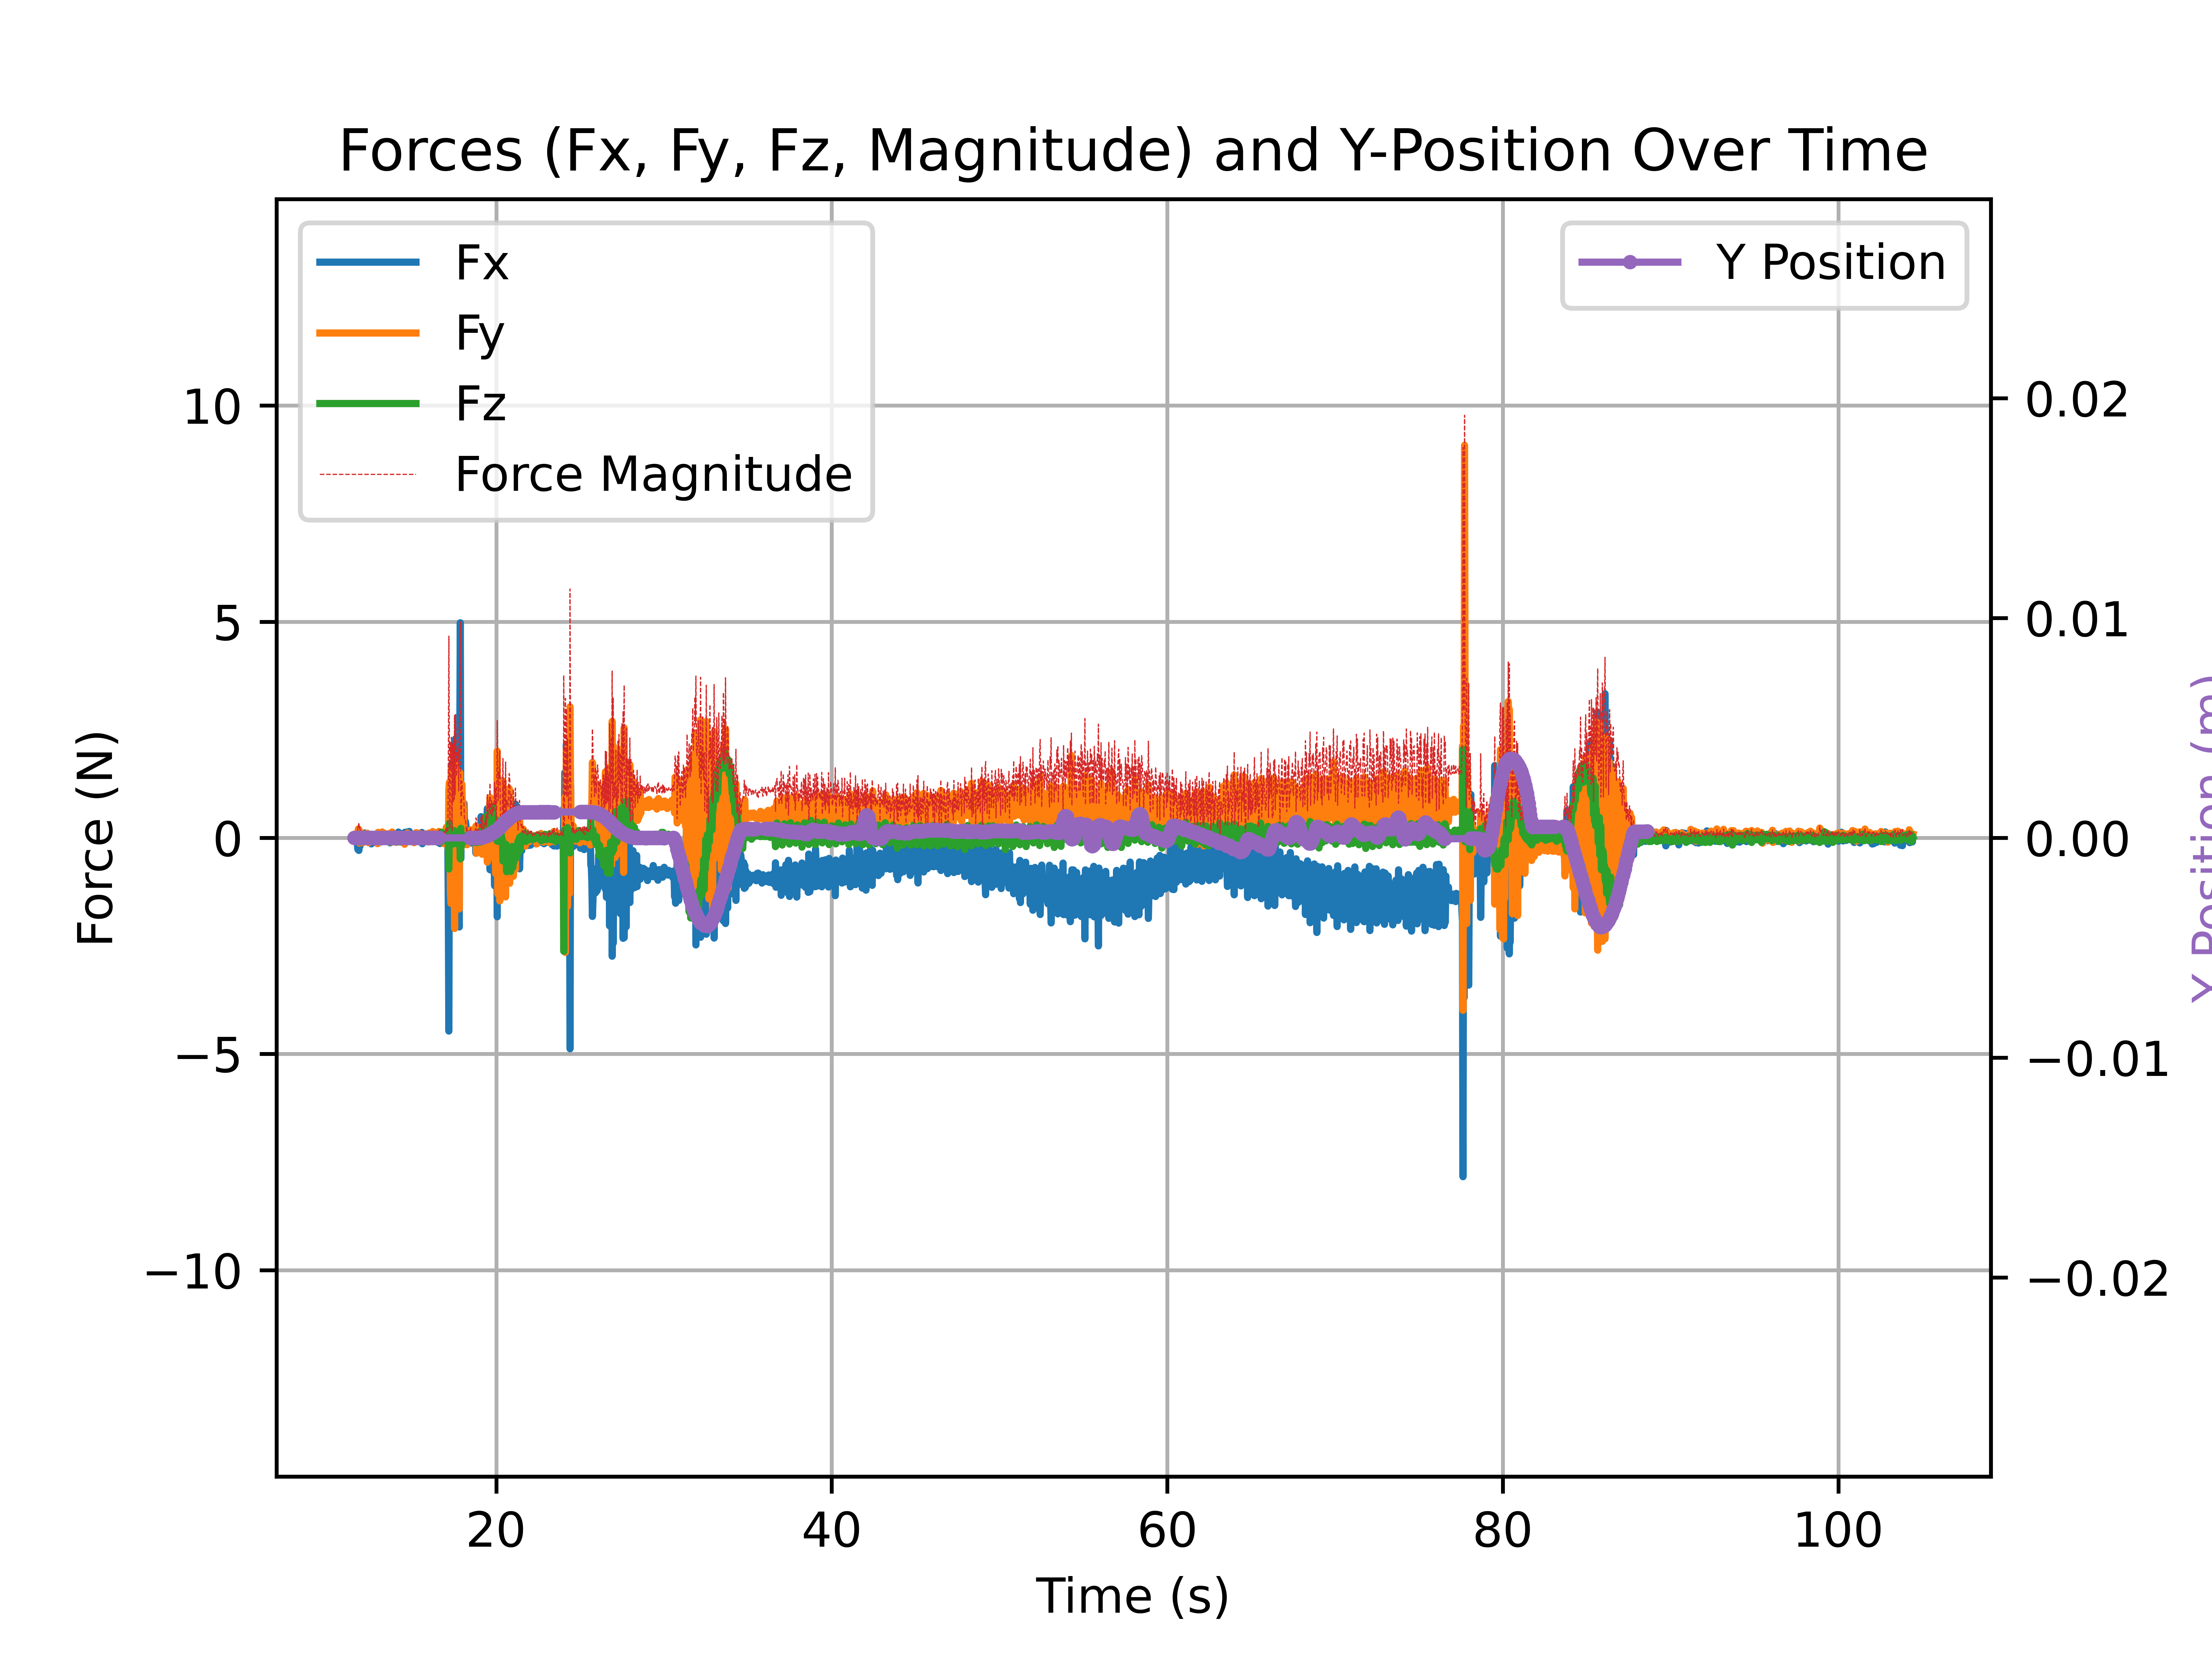 Forces (Fx, Fy, Fz, Magnitude) and Y-Position Over Time
Fx
Fy
Fz
Force Magnitude
Y Position
10
5
0
−5
−10
Force (N)
0.02
0.01
0.00
−0.01
−0.02
Y Position (m)
20
40
60
80
100
Time (s)